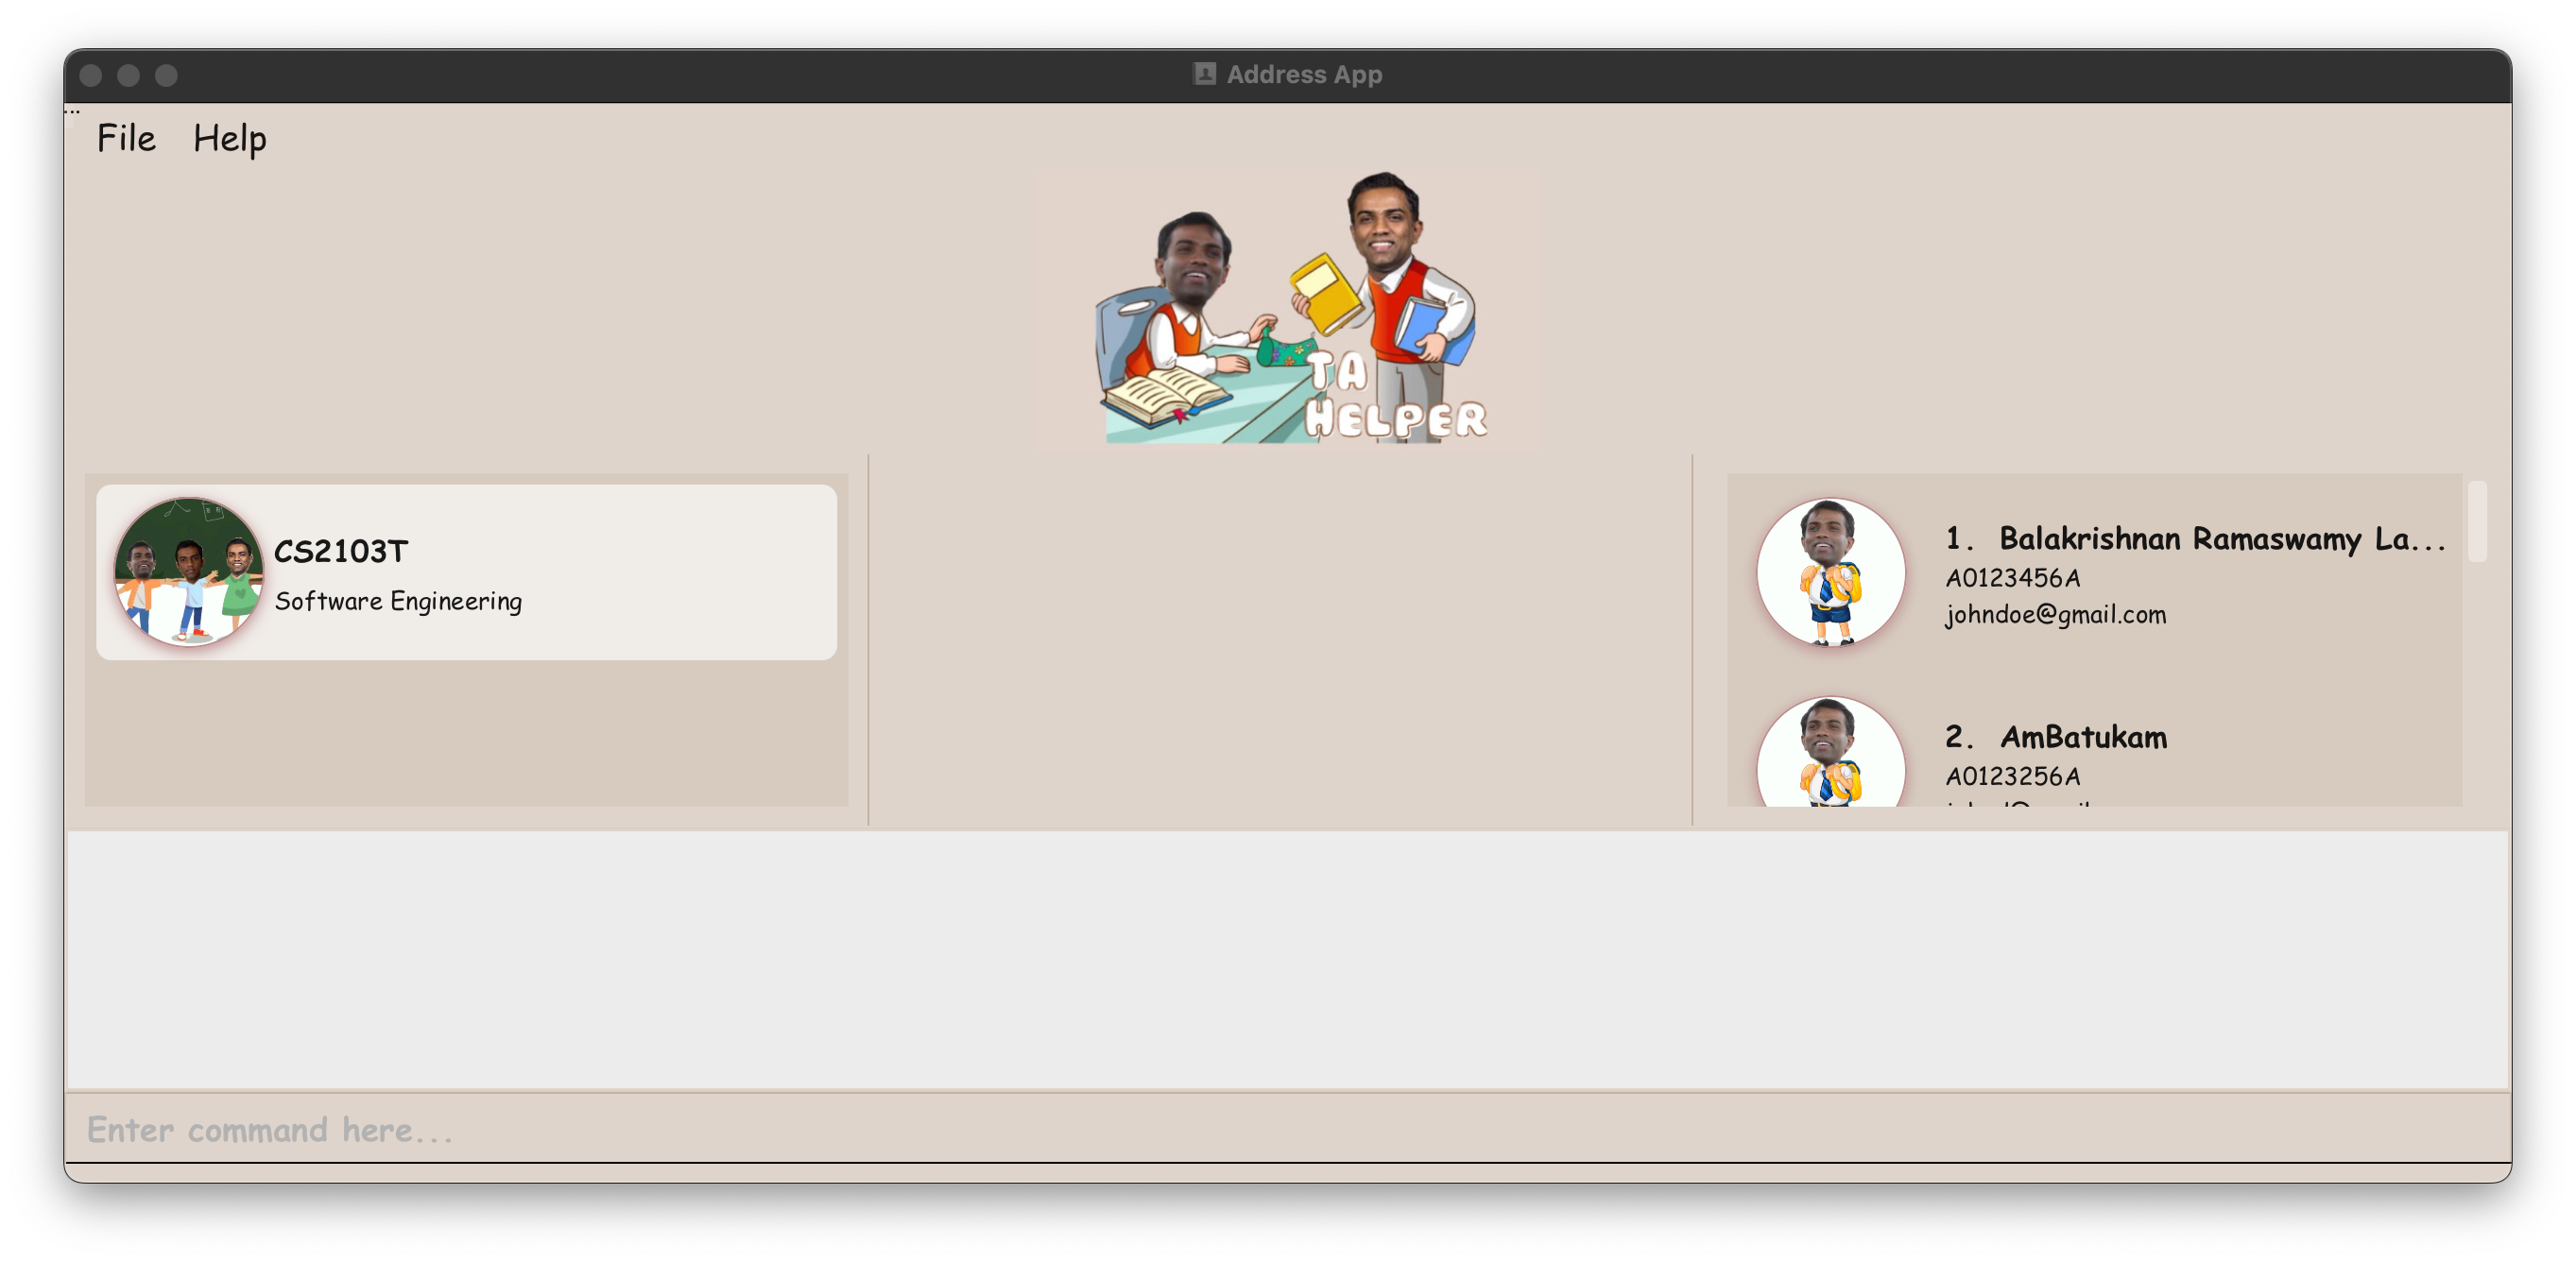 Address App
File Help
TA
HELPER
CS2103T
Software Engineering
1. Balakrishnan Ramaswamy La...
A0123456A
johndoe@gmail.com
2. AmBatukam
A0123256A
Enter command here...